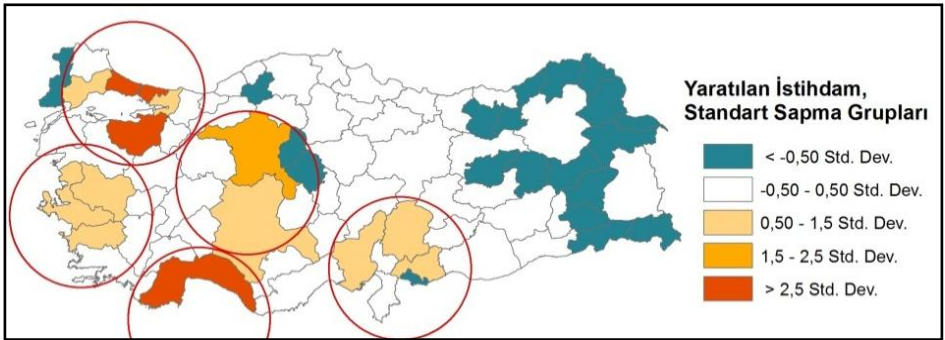 Yaratılan İstihdam,
Standart Sapma Grupları
< -0,50 Std. Dev.
-0,50 - 0,50 Std. Dev.
0,50 - 1,5 Std. Dev.
1,5 - 2,5 Std. Dev.
> 2,5 Std. Dev.